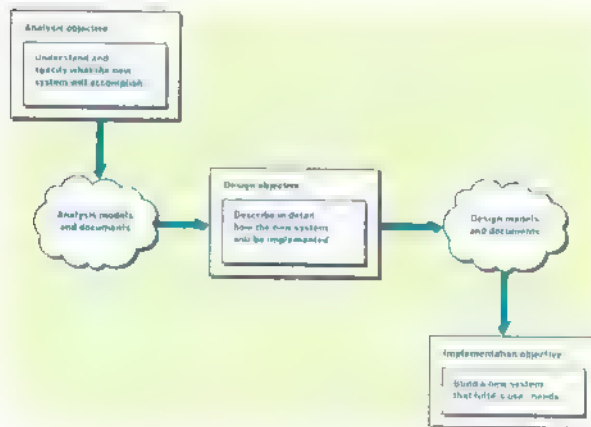 Analysis objective
Understand and
specify what the new
system will accomplish
Analysis models
and documents
Design objective
Describe in detail
how the new system
will be implemented
Design models
and documents
Implementation objective
Build a new system
that needs